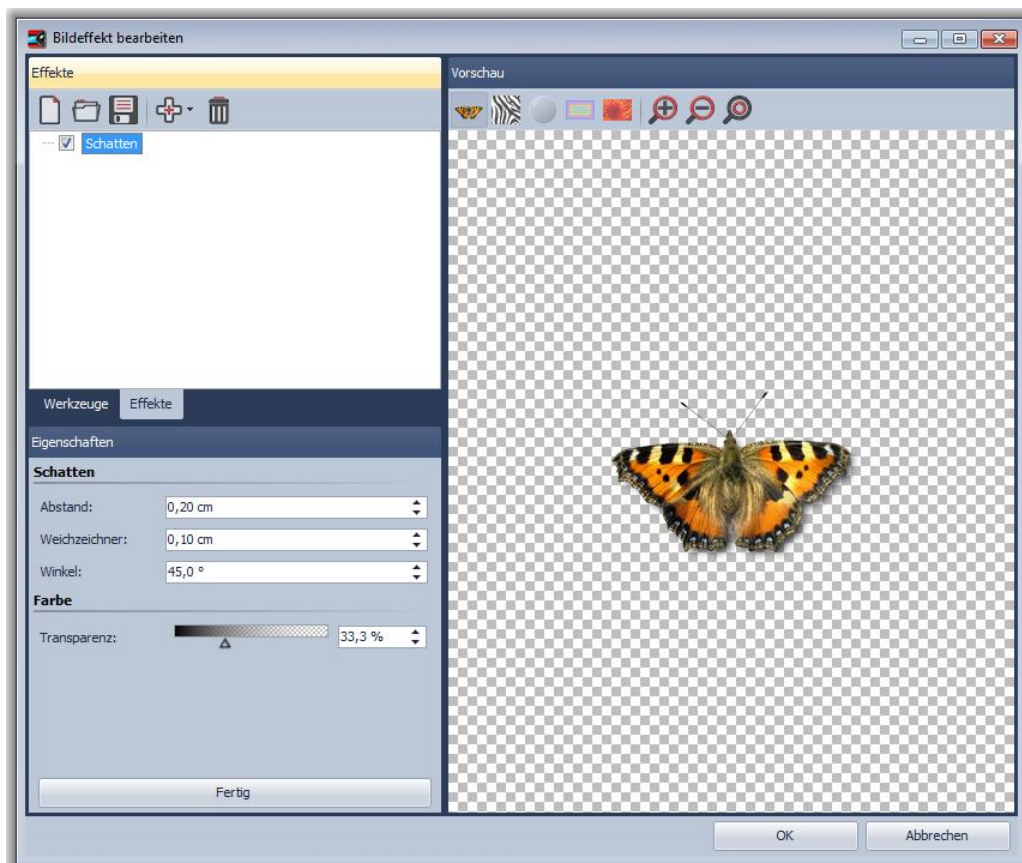 Bildeffekt bearbeiten
Effekte
Schatten
Werkzeuge
Effekte
Eigenschaften
Schatten
Abstand:
0,20 cm
Weichzeichner:
0,10 cm
Winkel:
45,0 °
Farbe
Transparenz:
33,3 %
Fertig
Vorschau
OK
Abbrechen